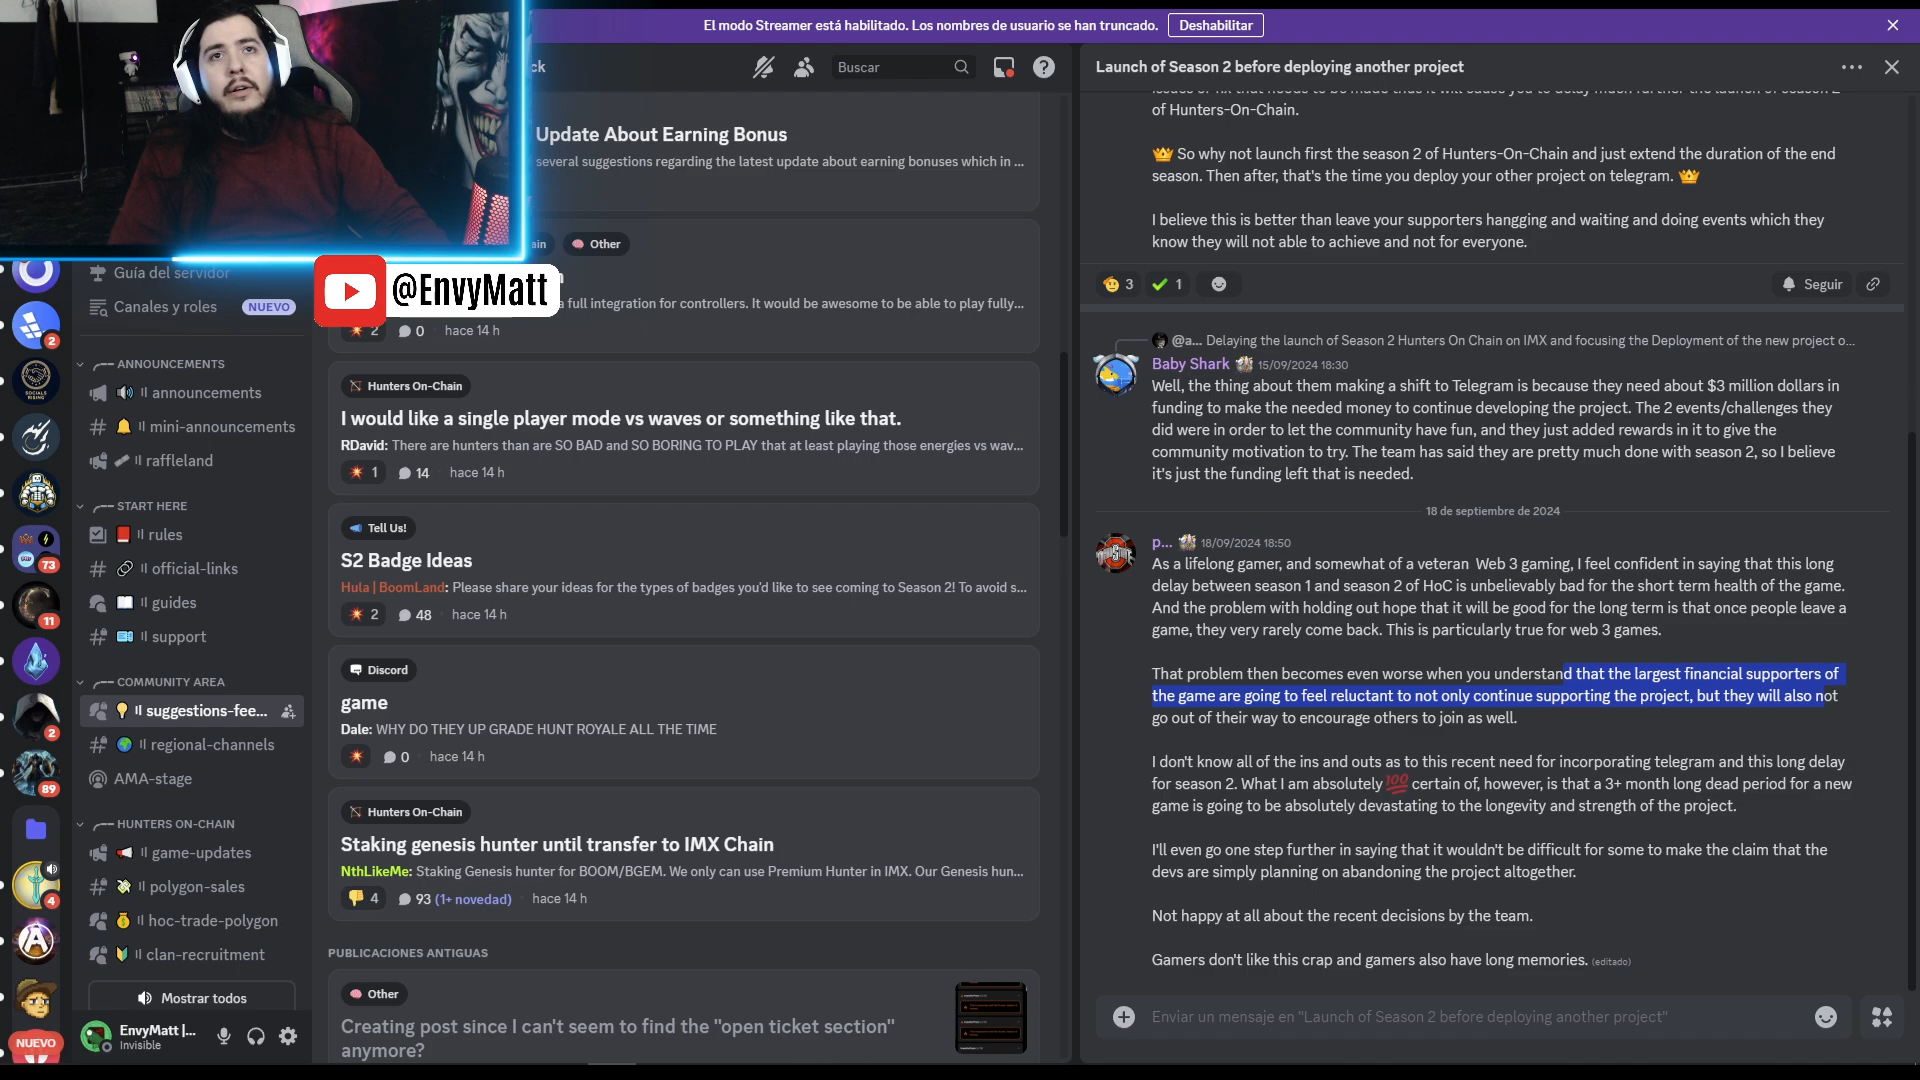 El modo Streamer está habilitado. Los nombres de usuario se han truncado.
Deshabilitar
ck
Buscar
Update About Earning Bonus
several suggestions regarding the latest update about earning bonuses which in ...
ain
Other
n
a full integration for controllers. It would be awesome to be able to play fully...
2
0
hace 14 h
@EnvyMatt
Hunters On-Chain
I would like a single player mode vs waves or something like that.
RDavid: There are hunters than are SO BAD and SO BORING TO PLAY that at least playing those energies vs wav...
1
14
hace 14 h
Tell Us!
S2 Badge Ideas
Hula | BoomLand: Please share your ideas for the types of badges you'd like to see coming to Season 2! To avoid s...
2
48
hace 14 h
Discord
game
Dale: WHY DO THEY UP GRADE HUNT ROYALE ALL THE TIME
0
hace 14 h
Hunters On-Chain
Staking genesis hunter until transfer to IMX Chain
NthLikeMe: Staking Genesis hunter for BOOM/BGEM. We only can use Premium Hunter in IMX. Our Genesis hun...
4
93 (1+ novedad)
hace 14 h
PUBLICACIONES ANTIGUAS
Other
Creating post since I can't seem to find the "open ticket section"
anymore?
Guía del servidor
Canales y roles
NUEVO
ANNOUNCEMENTS
announcements
mini-announcements
raffleland
START HERE
rules
official-links
guides
support
COMMUNITY AREA
suggestions-fee...
regional-channels
AMA-stage
HUNTERS ON-CHAIN
game-updates
polygon-sales
hoc-trade-polygon
clan-recruitment
Mostrar todos
EnvyMatt |...
Invisible
2
SOCIALS
RISING
73
11
2
89
4
NUEVO
Launch of Season 2 before deploying another project
of Hunters-On-Chain.
So why not launch first the season 2 of Hunters-On-Chain and just extend the duration of the end
season. Then after, that's the time you deploy your other project on telegram.
I believe this is better than leave your supporters hangging and waiting and doing events which they
know they will not able to achieve and not for everyone.
3
1
Seguir
@a... Delaying the launch of Season 2 Hunters On Chain on IMX and focusing the Deployment of the new project o...
Baby Shark 15/09/2024 18:30
Well, the thing about them making a shift to Telegram is because they need about $3 million dollars in
funding to make the needed money to continue developing the project. The 2 events/challenges they
did were in order to let the community have fun, and they just added rewards in it to give the
community motivation to try. The team has said they are pretty much done with season 2, so I believe
it's just the funding left that is needed.
18 de septiembre de 2024
p... 18/09/2024 18:50
As a lifelong gamer, and somewhat of a veteran Web 3 gaming, I feel confident in saying that this long
delay between season 1 and season 2 of HoC is unbelievably bad for the short term health of the game.
And the problem with holding out hope that it will be good for the long term is that once people leave a
game, they very rarely come back. This is particularly true for web 3 games.
That problem then becomes even worse when you understand that the largest financial supporters of
the game are going to feel reluctant to not only continue supporting the project, but they will also not
go out of their way to encourage others to join as well.
I don't know all of the ins and outs as to this recent need for incorporating telegram and this long delay
for season 2. What I am absolutely 100 certain of, however, is that a 3+ month long dead period for a new
game is going to be absolutely devastating to the longevity and strength of the project.
I'll even go one step further in saying that it wouldn't be difficult for some to make the claim that the
devs are simply planning on abandoning the project altogether.
Not happy at all about the recent decisions by the team.
Gamers don't like this crap and gamers also have long memories. (editado)
Enviar un mensaje en "Launch of Season 2 before deploying another project"